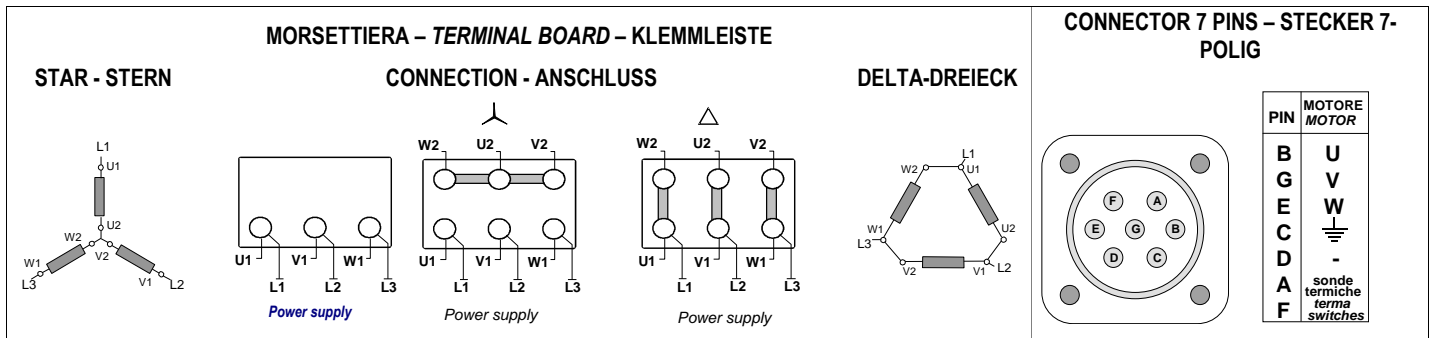 MORSETTIERA – TERMINAL BOARD – KLEMMLEISTE
CONNECTOR 7 PINS – STECKER 7-
POLIG
STAR - STERN
CONNECTION - ANSCHLUSS
DELTA-DREIECK
L1
U1
U2
W2
V2
W1
V1
L3
L2
U1 V1 W1
L1 L2 L3
Power supply
W2 U2 V2
U1 V1 W1
L1 L2 L3
Power supply
W2 U2 V2
U1 V1 W1
L1 L2 L3
Power supply
L1
W2 U1
W1 U2
L3
V2 V1 L2
F A
E G B
D C
PIN MOTORE
MOTOR
B U
G V
E W
C
D -
A sonde
termiche
F terma
switches